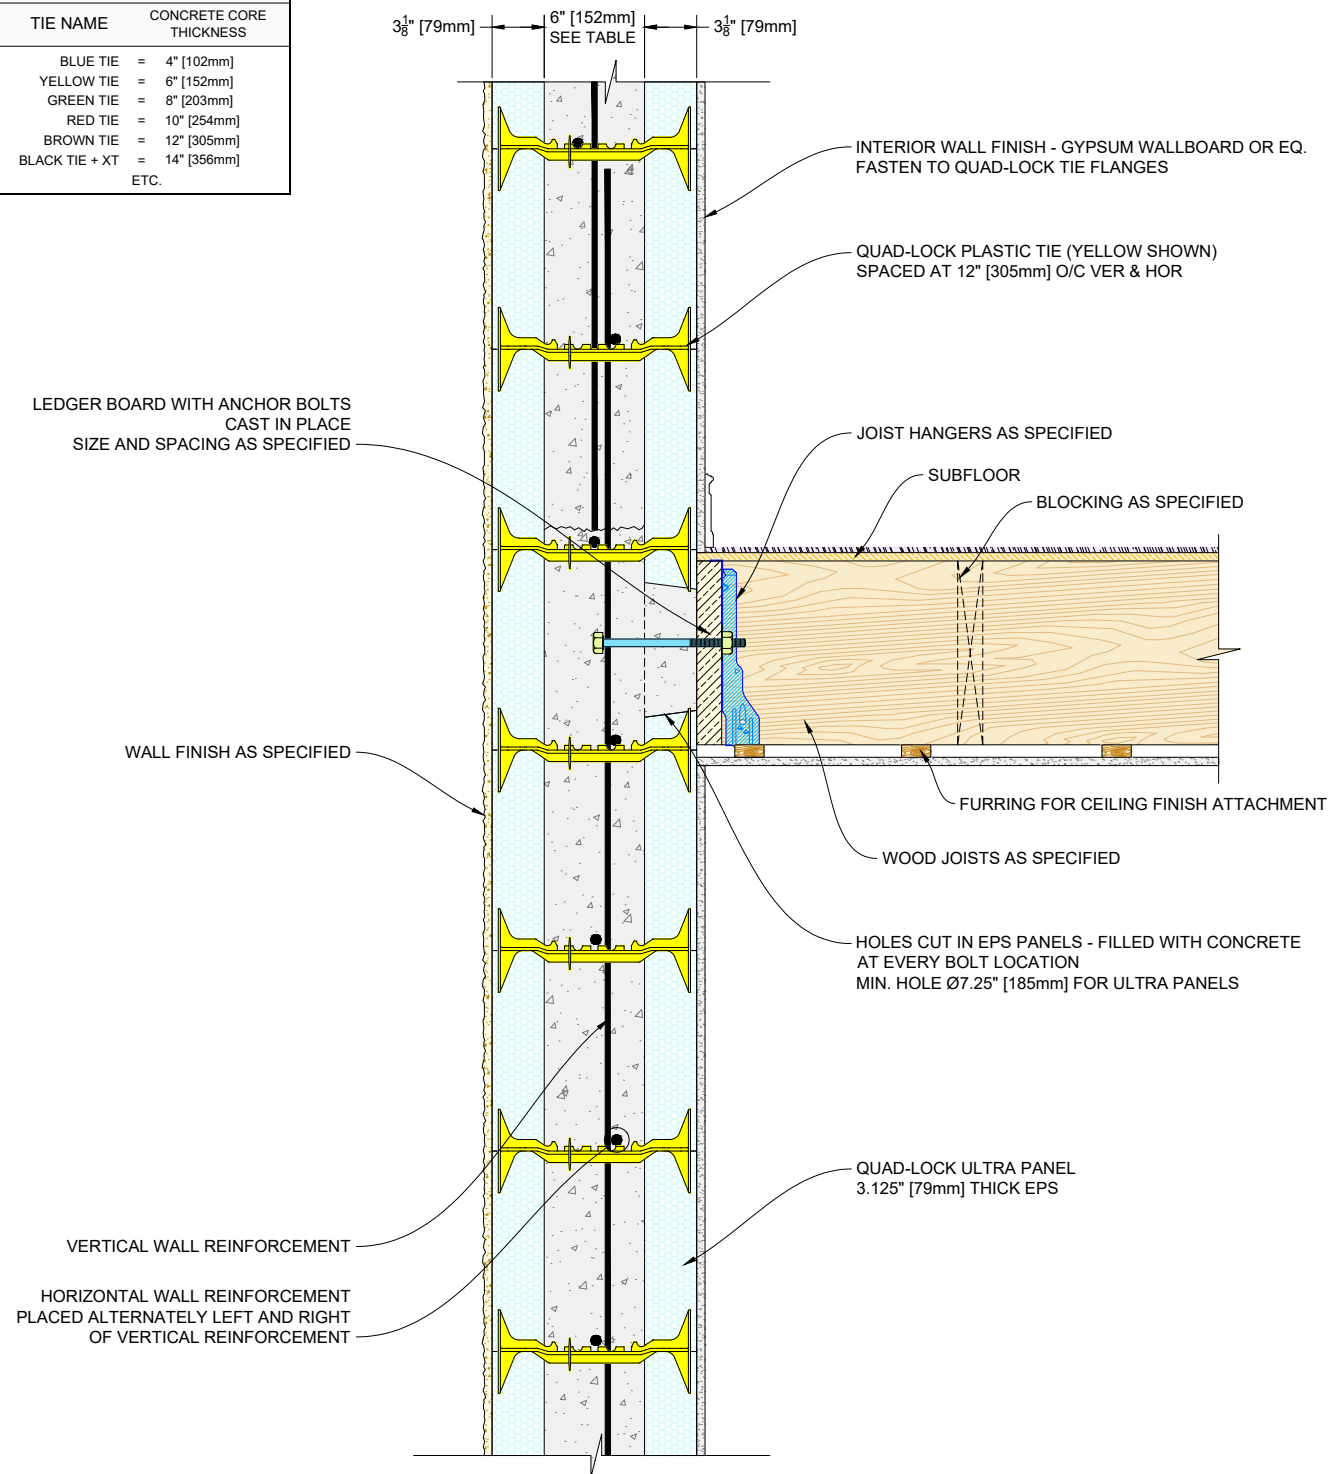 TIE NAME
CONCRETE CORE
THICKNESS
BLUE TIE = 4" [102mm]
YELLOW TIE = 6" [152mm]
GREEN TIE = 8" [203mm]
RED TIE = 10" [254mm]
BROWN TIE = 12" [305mm]
BLACK TIE + XT = 14" [356mm]
ETC.
3⅛" [79mm]
6" [152mm]
SEE TABLE
3⅛" [79mm]
INTERIOR WALL FINISH - GYPSUM WALLBOARD OR EQ.
FASTEN TO QUAD-LOCK TIE FLANGES
QUAD-LOCK PLASTIC TIE (YELLOW SHOWN)
SPACED AT 12" [305mm] O/C VER & HOR
LEDGER BOARD WITH ANCHOR BOLTS
CAST IN PLACE
SIZE AND SPACING AS SPECIFIED
JOIST HANGERS AS SPECIFIED
SUBFLOOR
BLOCKING AS SPECIFIED
WALL FINISH AS SPECIFIED
FURRING FOR CEILING FINISH ATTACHMENT
WOOD JOISTS AS SPECIFIED
HOLES CUT IN EPS PANELS - FILLED WITH CONCRETE
AT EVERY BOLT LOCATION
MIN. HOLE Ø7.25" [185mm] FOR ULTRA PANELS
QUAD-LOCK ULTRA PANEL
3.125" [79mm] THICK EPS
VERTICAL WALL REINFORCEMENT
HORIZONTAL WALL REINFORCEMENT
PLACED ALTERNATELY LEFT AND RIGHT
OF VERTICAL REINFORCEMENT